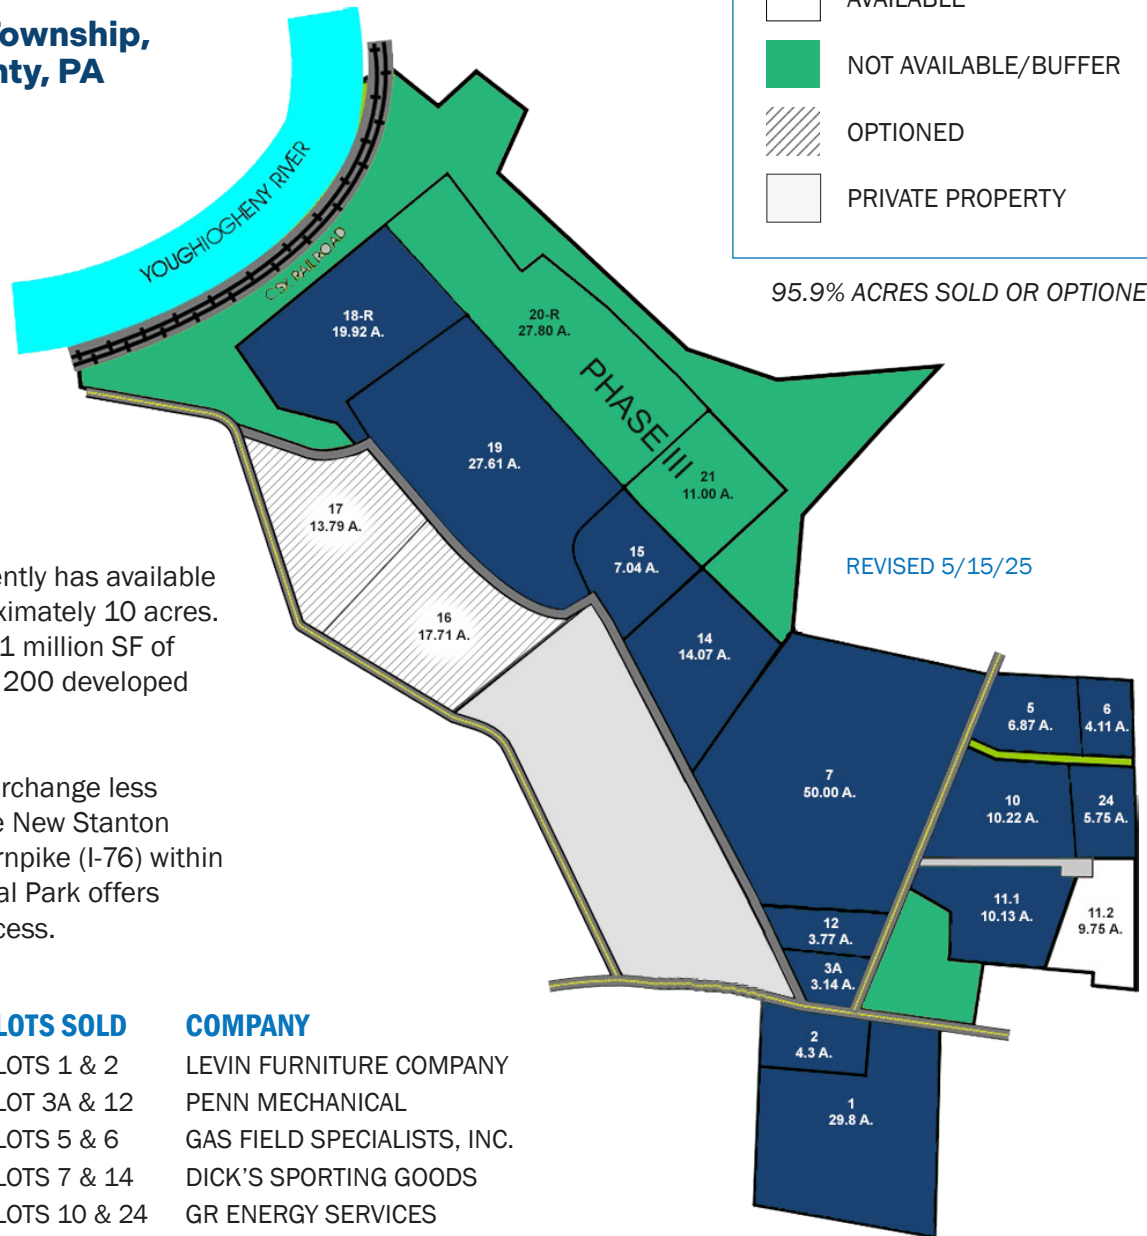 Township,
nty, PA
AVAILABLE
NOT AVAILABLE/BUFFER
OPTIONED
PRIVATE PROPERTY
95.9% ACRES SOLD OR OPTIONE
YOUGHIOGHENY RIVER
CSX RAILROAD
18-R
19.92 A.
20-R
27.80 A.
PHASE III
19
27.61 A.
21
11.00 A.
17
13.79 A.
16
17.71 A.
15
7.04 A.
14
14.07 A.
REVISED 5/15/25
ently has available
ximately 10 acres.
1 million SF of
200 developed
rchange less
e New Stanton
rnpike (I-76) within
al Park offers
cess.
7
50.00 A.
5
6.87 A.
6
4.11 A.
10
10.22 A.
24
5.75 A.
11.1
10.13 A.
11.2
9.75 A.
12
3.77 A.
3A
3.14 A.
2
4.3 A.
1
29.8 A.
LOTS SOLD COMPANY
LOTS 1 & 2 LEVIN FURNITURE COMPANY
LOT 3A & 12 PENN MECHANICAL
LOTS 5 & 6 GAS FIELD SPECIALISTS, INC.
LOTS 7 & 14 DICK'S SPORTING GOODS
LOTS 10 & 24 GR ENERGY SERVICES